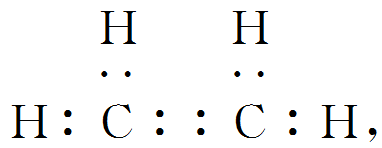 H H
‥ ‥
H : C : : C : H,